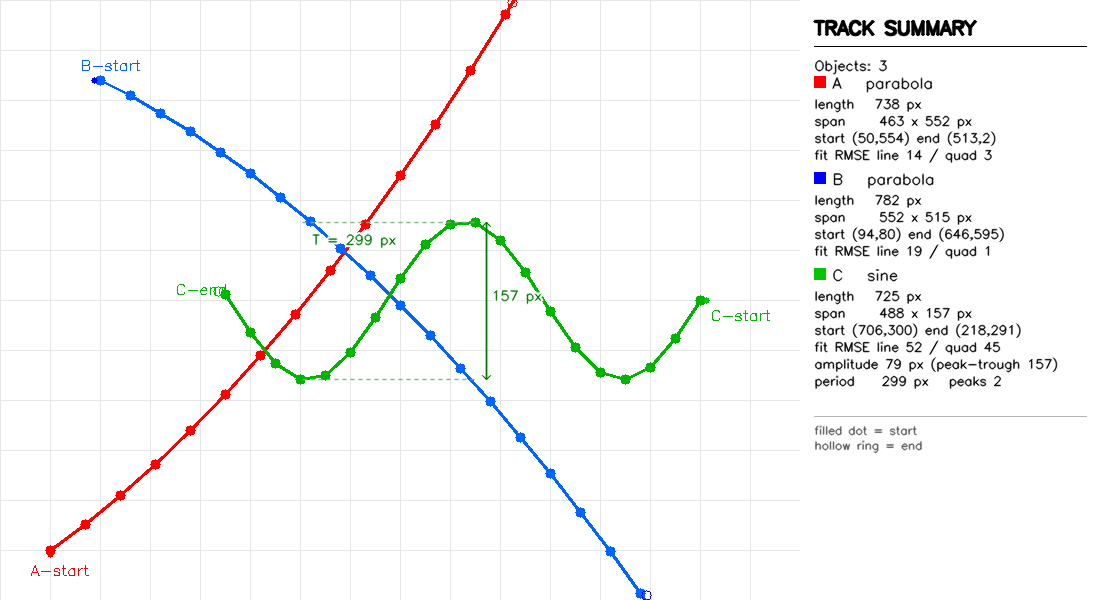 B-start
T = 299 px
C-end
157 px
C-start
A-start
TRACK SUMMARY
Objects: 3
A parabola
length 738 px
span 463 x 552 px
start (50,554) end (513,2)
fit RMSE line 14 / quad 3
B parabola
length 782 px
span 552 x 515 px
start (94,80) end (646,595)
fit RMSE line 19 / quad 1
C sine
length 725 px
span 488 x 157 px
start (706,300) end (218,291)
fit RMSE line 52 / quad 45
amplitude 79 px (peak-trough 157)
period 299 px peaks 2
filled dot = start
hollow ring = end